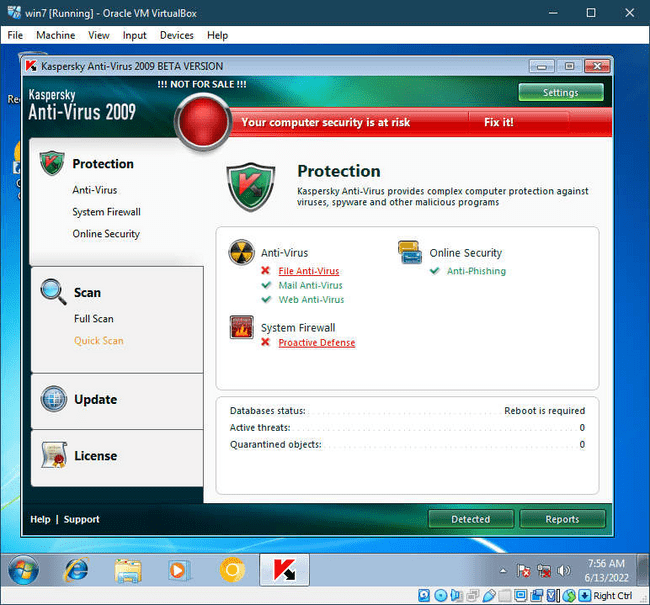 win7 [Running] - Oracle VM VirtualBox
File Machine View Input Devices Help
Kaspersky Anti-Virus 2009 BETA VERSION
!!! NOT FOR SALE !!!
Kaspersky
Anti-Virus 2009
Settings
Your computer security is at risk
Fix it!
Protection
Anti-Virus
System Firewall
Online Security
Scan
Full Scan
Quick Scan
Update
License
Protection
Kaspersky Anti-Virus provides complex computer protection against
viruses, spyware and other malicious programs
Anti-Virus
File Anti-Virus
Mail Anti-Virus
Web Anti-Virus
Online Security
Anti-Phishing
System Firewall
Proactive Defense
Databases status: Reboot is required
Active threats: 0
Quarantined objects: 0
Help | Support
Detected
Reports
7:56 AM
6/13/2022
Right Ctrl